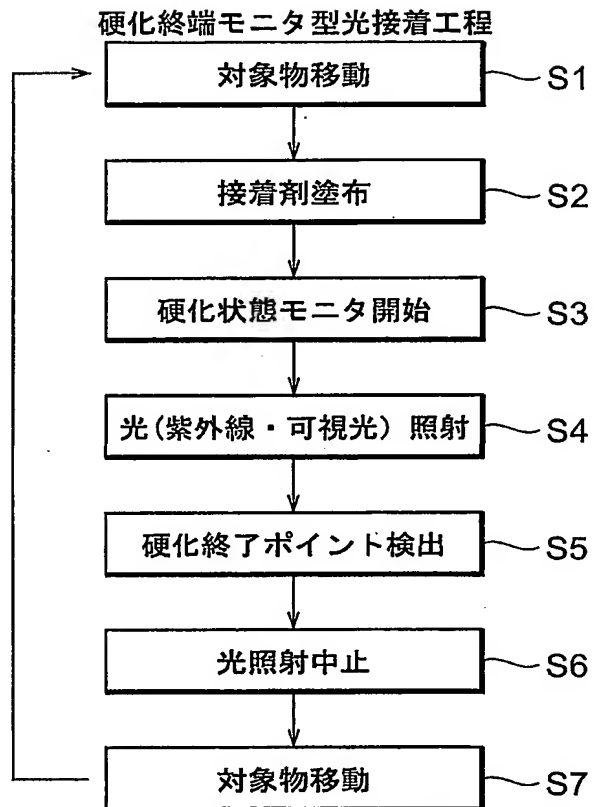 硬化終端モニタ型光接着工程
対象物移動 S1
接着剤塗布 S2
硬化状態モニタ開始 S3
光(紫外線・可視光)照射 S4
硬化終了ポイント検出 S5
光照射中止 S6
対象物移動 S7